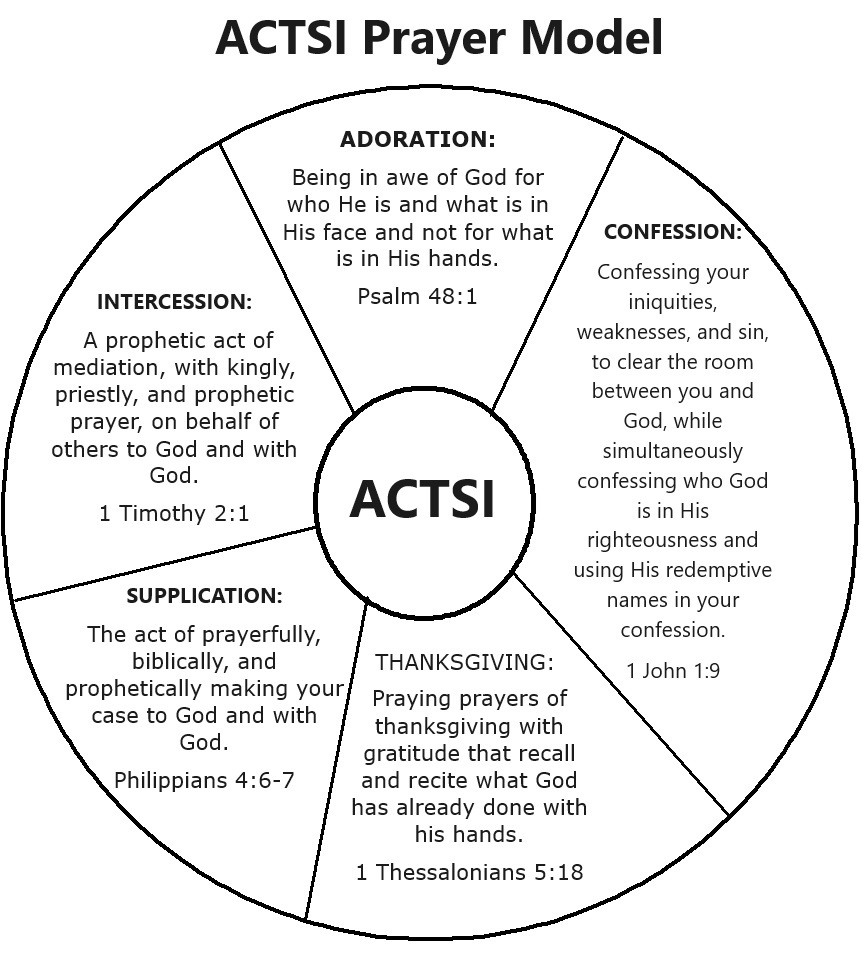 ACTSI Prayer Model
ADORATION:
Being in awe of God for
who He is and what is in
His face and not for what
is in His hands.
Psalm 48:1
CONFESSION:
Confessing your
iniquities,
weaknesses, and sin,
to clear the room
between you and
God, while
simultaneously
confessing who God
is in His
righteousness and
using His redemptive
names in your
confession.
1 John 1:9
THANKSGIVING:
Praying prayers of
thanksgiving with
gratitude that recall
and recite what God
has already done with
his hands.
1 Thessalonians 5:18
SUPPLICATION:
The act of prayerfully,
biblically, and
prophetically making your
case to God and with
God.
Philippians 4:6-7
INTERCESSION:
A prophetic act of
mediation, with kingly,
priestly, and prophetic
prayer, on behalf of
others to God and with
God.
1 Timothy 2:1
ACTSI